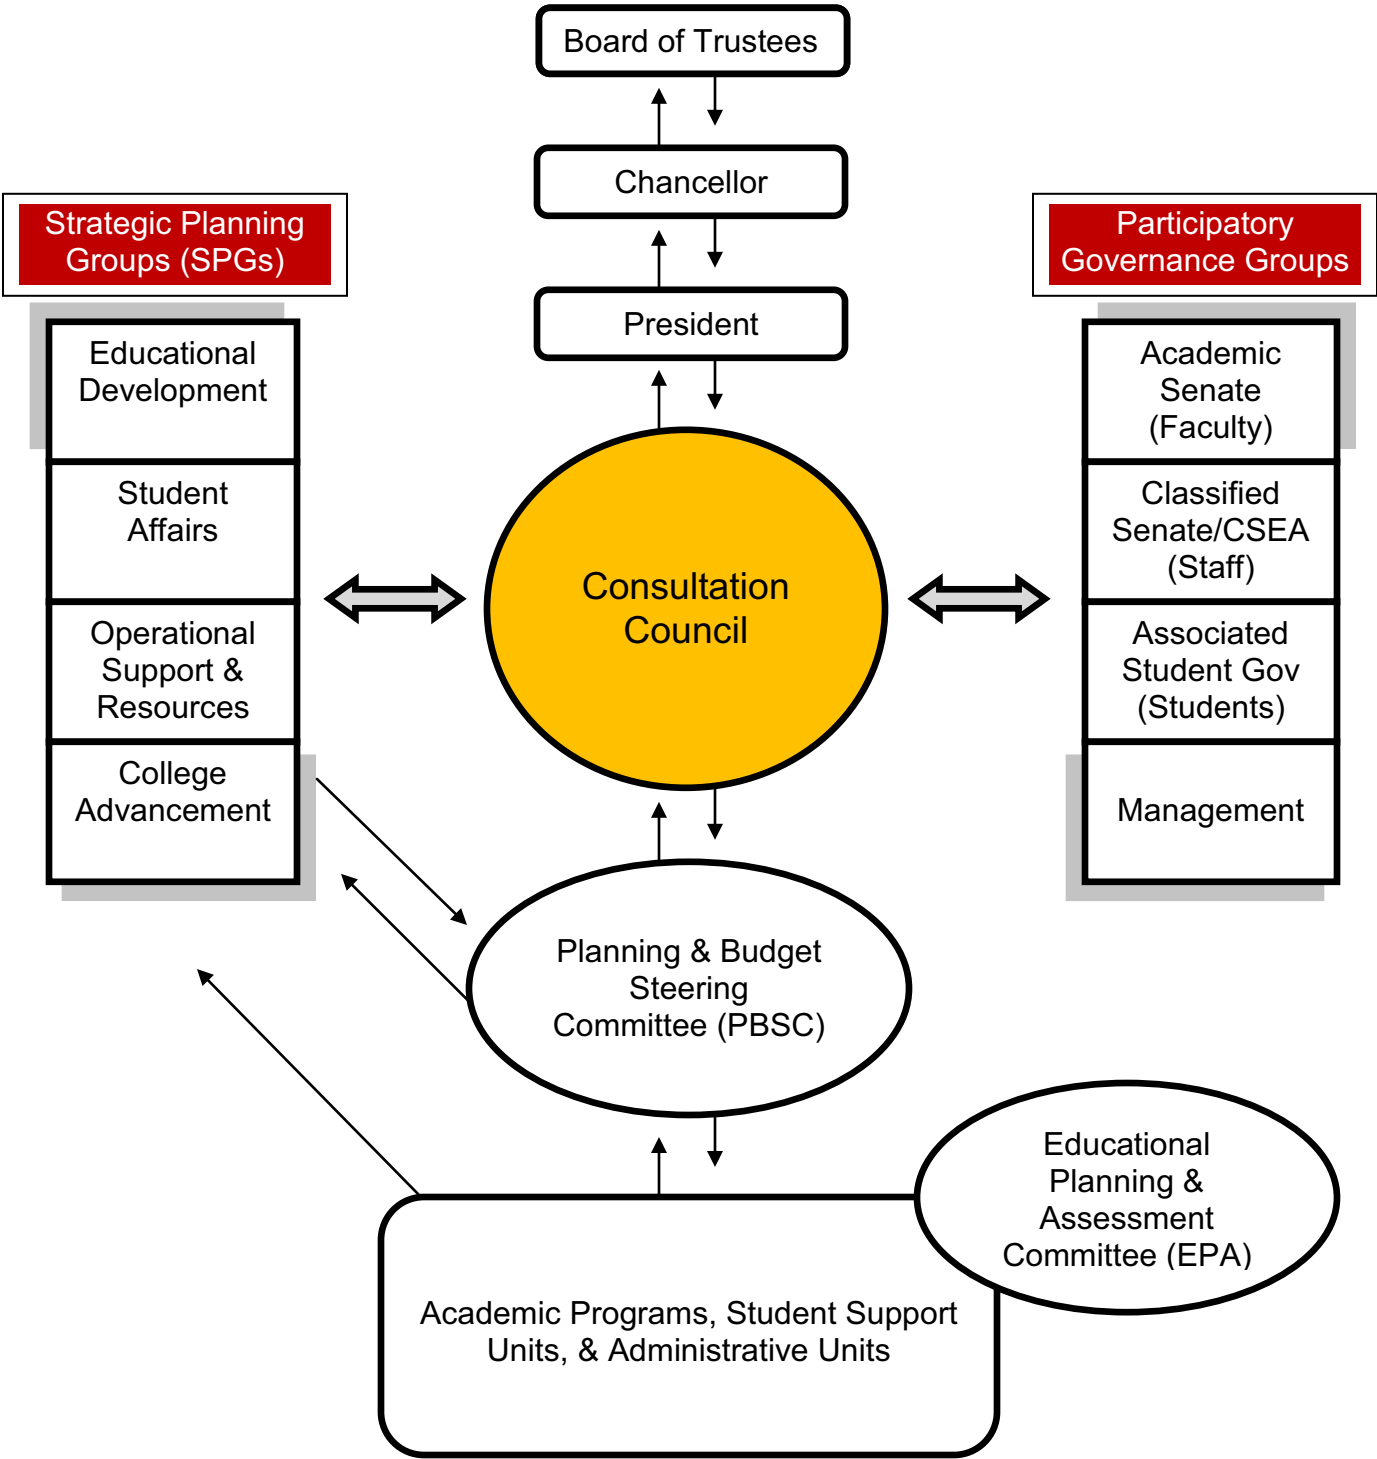 Board of Trustees
Chancellor
President
Strategic Planning
Groups (SPGs)
Educational
Development
Student
Affairs
Operational
Support &
Resources
College
Advancement
Consultation
Council
Participatory
Governance Groups
Academic
Senate
(Faculty)
Classified
Senate/CSEA
(Staff)
Associated
Student Gov
(Students)
Management
Planning & Budget
Steering
Committee (PBSC)
Educational
Planning &
Assessment
Committee (EPA)
Academic Programs, Student Support
Units, & Administrative Units